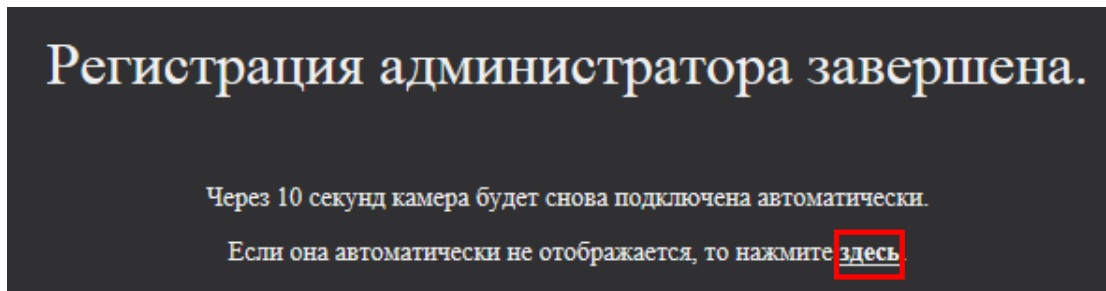 Регистрация администратора завершена.
Через 10 секунд камера будет снова подключена автоматически.
Если она автоматически не отображается, то нажмите здесь.